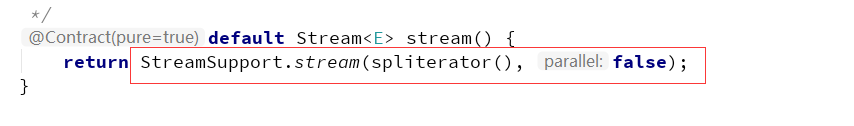 */
@Contract(pure=true) default Stream<E> stream() {
return StreamSupport.stream(spliterator(), parallel: false);
}